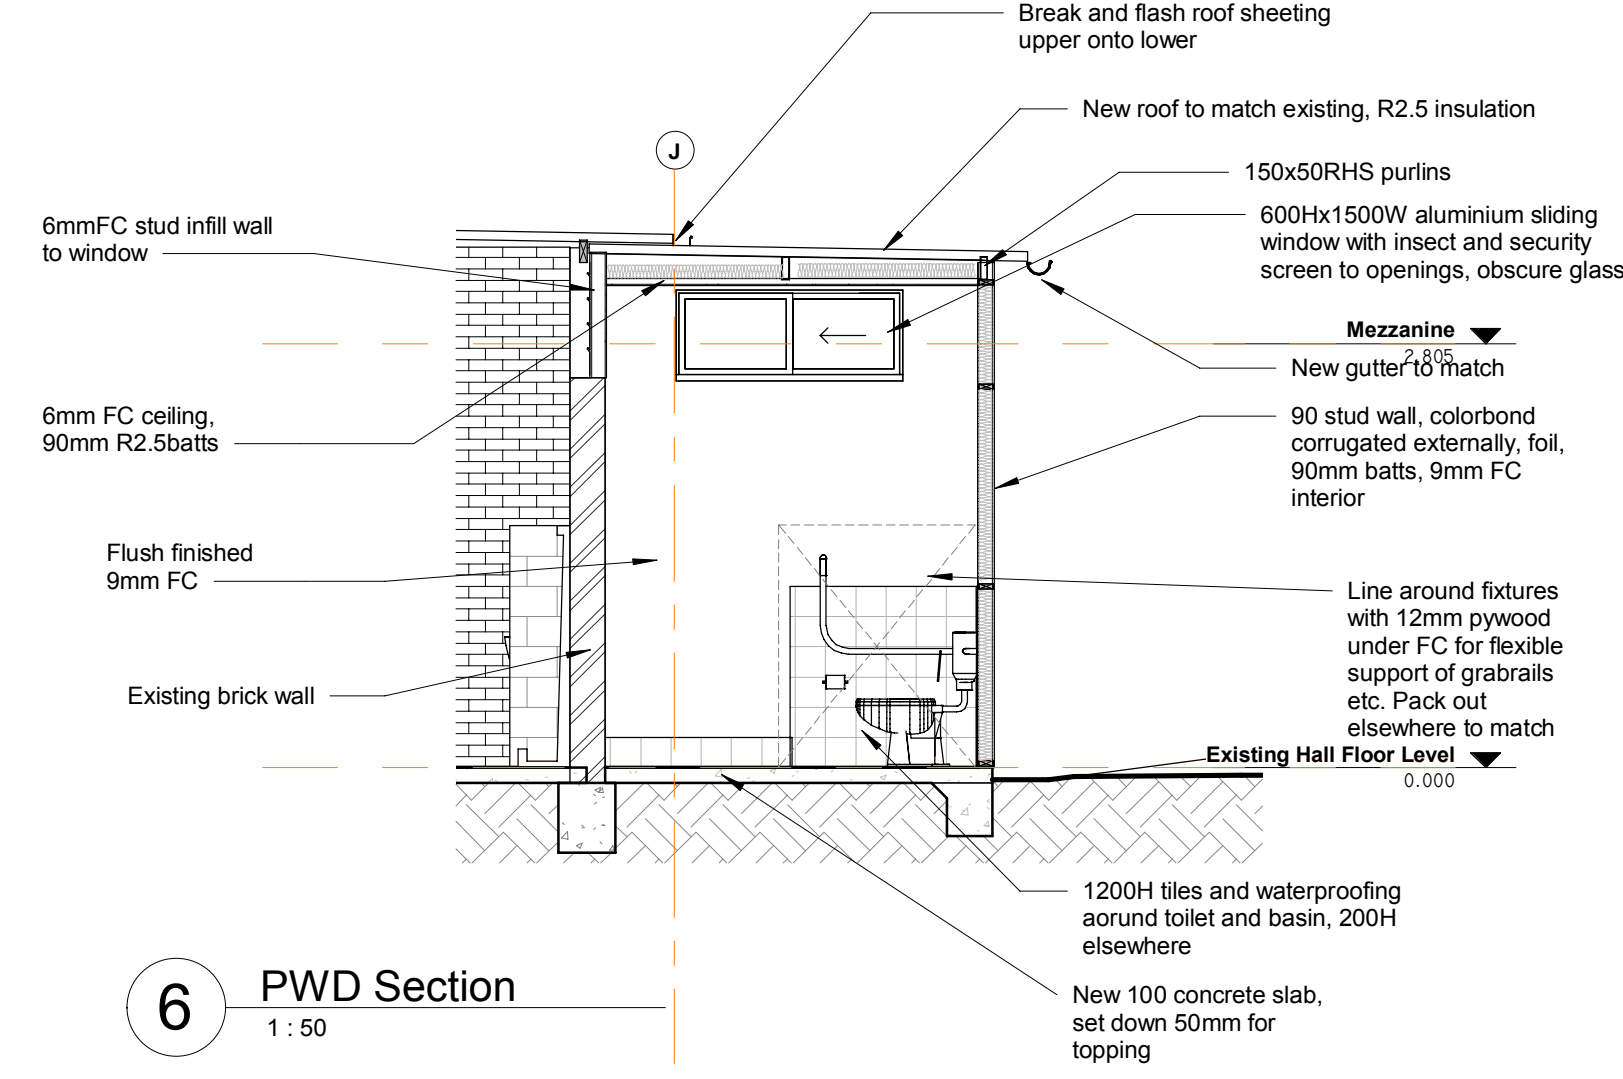 Break and flash roof sheeting
upper onto lower
New roof to match existing, R2.5 insulation
J
150x50RHS purlins
6mmFC stud infill wall
to window
600Hx1500W aluminium sliding
window with insect and security
screen to openings, obscure glass
Mezzanine
2.805
New gutter to match
6mm FC ceiling,
90mm R2.5batts
90 stud wall, colorbond
corrugated externally, foil,
90mm batts, 9mm FC
interior
Flush finished
9mm FC
Line around fixtures
with 12mm pywood
under FC for flexible
support of grabrails
etc. Pack out
elsewhere to match
Existing brick wall
Existing Hall Floor Level
0.000
1200H tiles and waterproofing
aorund toilet and basin, 200H
elsewhere
New 100 concrete slab,
set down 50mm for
topping
6
PWD Section
1 : 50